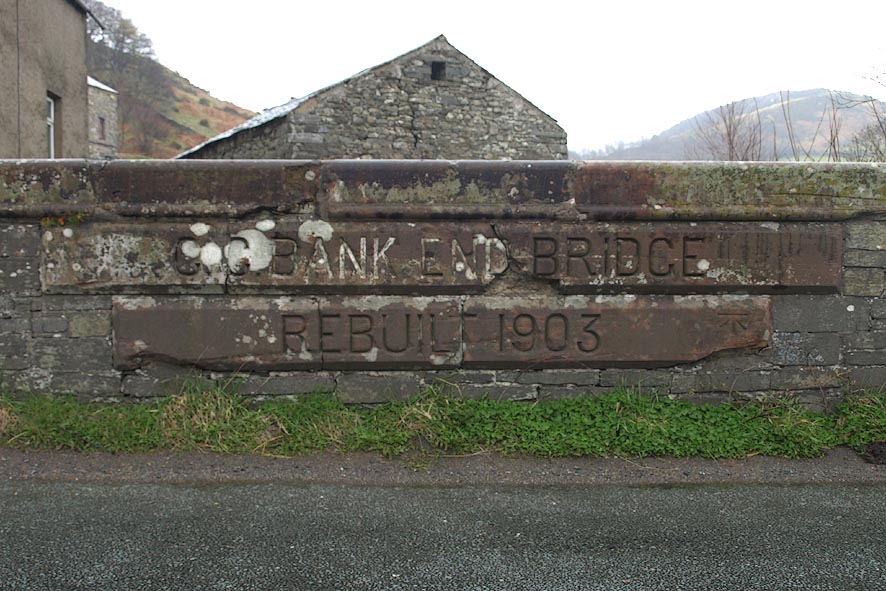 C.C. BANK END BRIDGE
REBUILT 1903